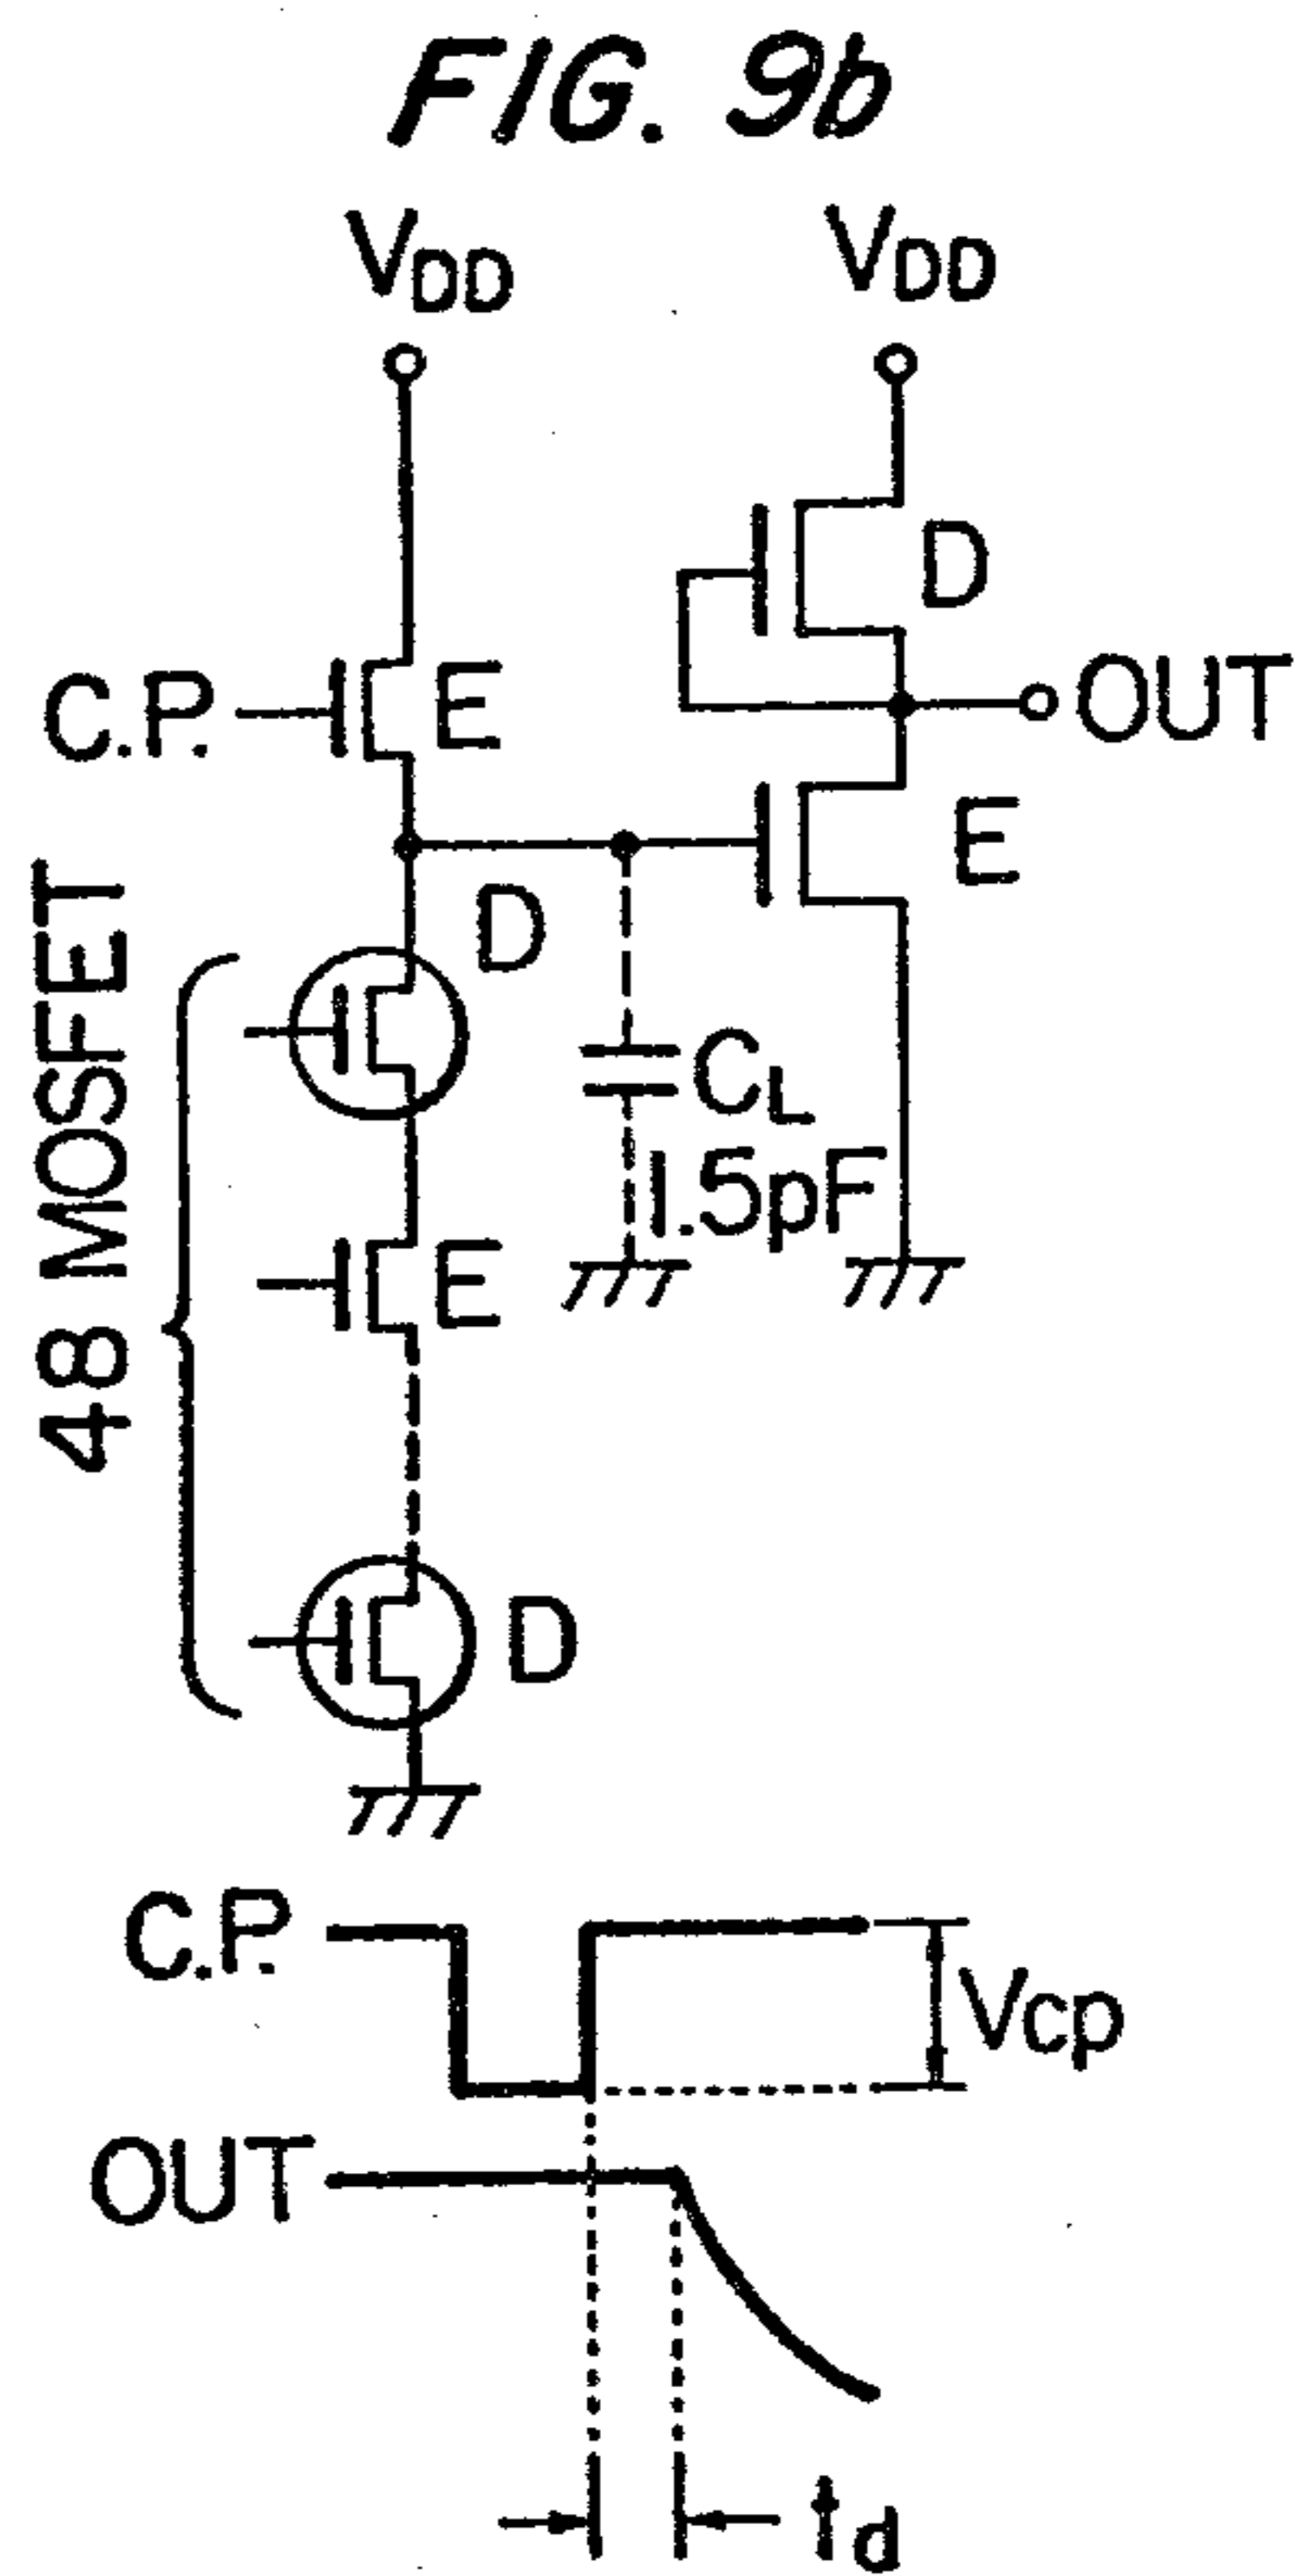 FIG. 9b
VDD
VDD
D
C.P.
E
OUT
E
D
48 MOSFET
CL
1.5pF
E
D
C.P.
Vcp
OUT
td